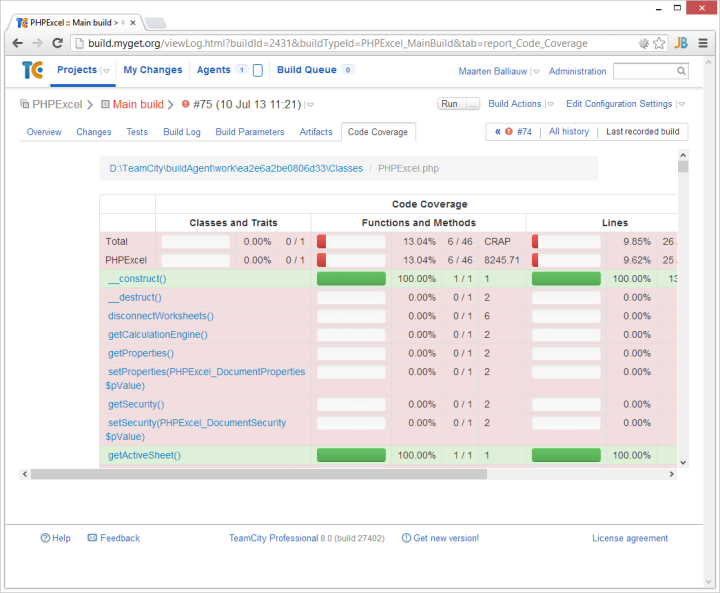 PHPExcel :: Main build >
build.myget.org/viewLog.html?buildId=2431&buildTypeId=PHPExcel_MainBuild&tab=report_Code_Coverage
TC Projects My Changes Agents 1 Build Queue 0 Maarten Balliauw Administration
PHPExcel > Main build > #75 (10 Jul 13 11:21) Run ... Build Actions Edit Configuration Settings
Overview Changes Tests Build Log Build Parameters Artifacts Code Coverage « #74 All history Last recorded build
D:\TeamCity\buildAgent\work\ea2e6a2be0806d33\Classes / PHPExcel.php
Code Coverage
Classes and Traits Functions and Methods Lines
Total 0.00% 0 / 1 13.04% 6 / 46 CRAP 9.85% 26
PHPExcel 0.00% 0 / 1 13.04% 6 / 46 8245.71 9.62% 25
__construct() 100.00% 1 / 1 1 100.00% 13
__destruct() 0.00% 0 / 1 2 0.00%
disconnectWorksheets() 0.00% 0 / 1 6 0.00%
getCalculationEngine() 0.00% 0 / 1 2 0.00%
getProperties() 0.00% 0 / 1 2 0.00%
setProperties(PHPExcel_DocumentProperties 0.00% 0 / 1 2 0.00%
$pValue)
getSecurity() 0.00% 0 / 1 2 0.00%
setSecurity(PHPExcel_DocumentSecurity 0.00% 0 / 1 2 0.00%
$pValue)
getActiveSheet() 100.00% 1 / 1 1 100.00%
Help Feedback TeamCity Professional 8.0 (build 27402) Get new version! License agreement